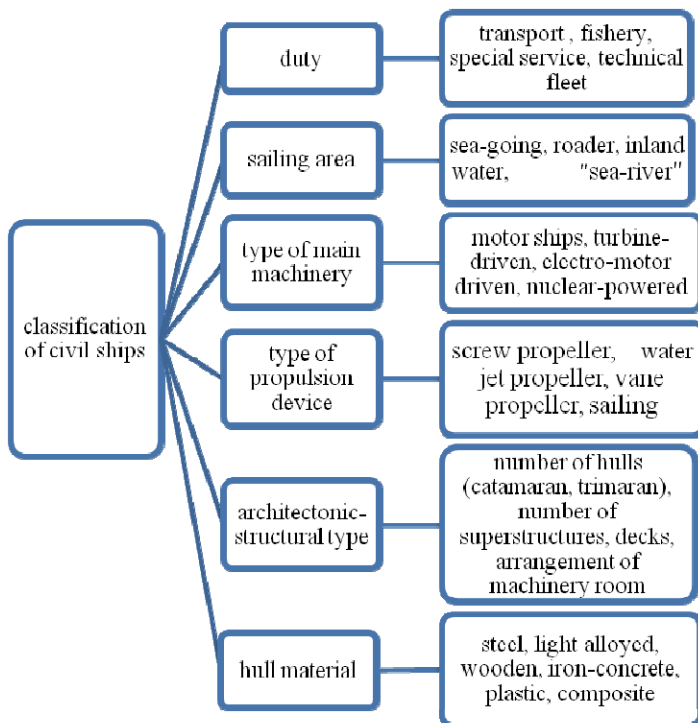 classification
of civil ships
duty
transport , fishery,
special service, technical
fleet
sailing area
sea-going, roader, inland
water, "sea-river"
type of main
machinery
motor ships, turbine-
driven, electro-motor
driven, nuclear-powered
type of
propulsion
device
screw propeller, water
jet propeller, vane
propeller, sailing
architectonic-
structural type
number of hulls
(catamaran, trimaran),
number of
superstructures, decks,
arrangement of
machinery room
hull material
steel, light alloyed,
wooden, iron-concrete,
plastic, composite